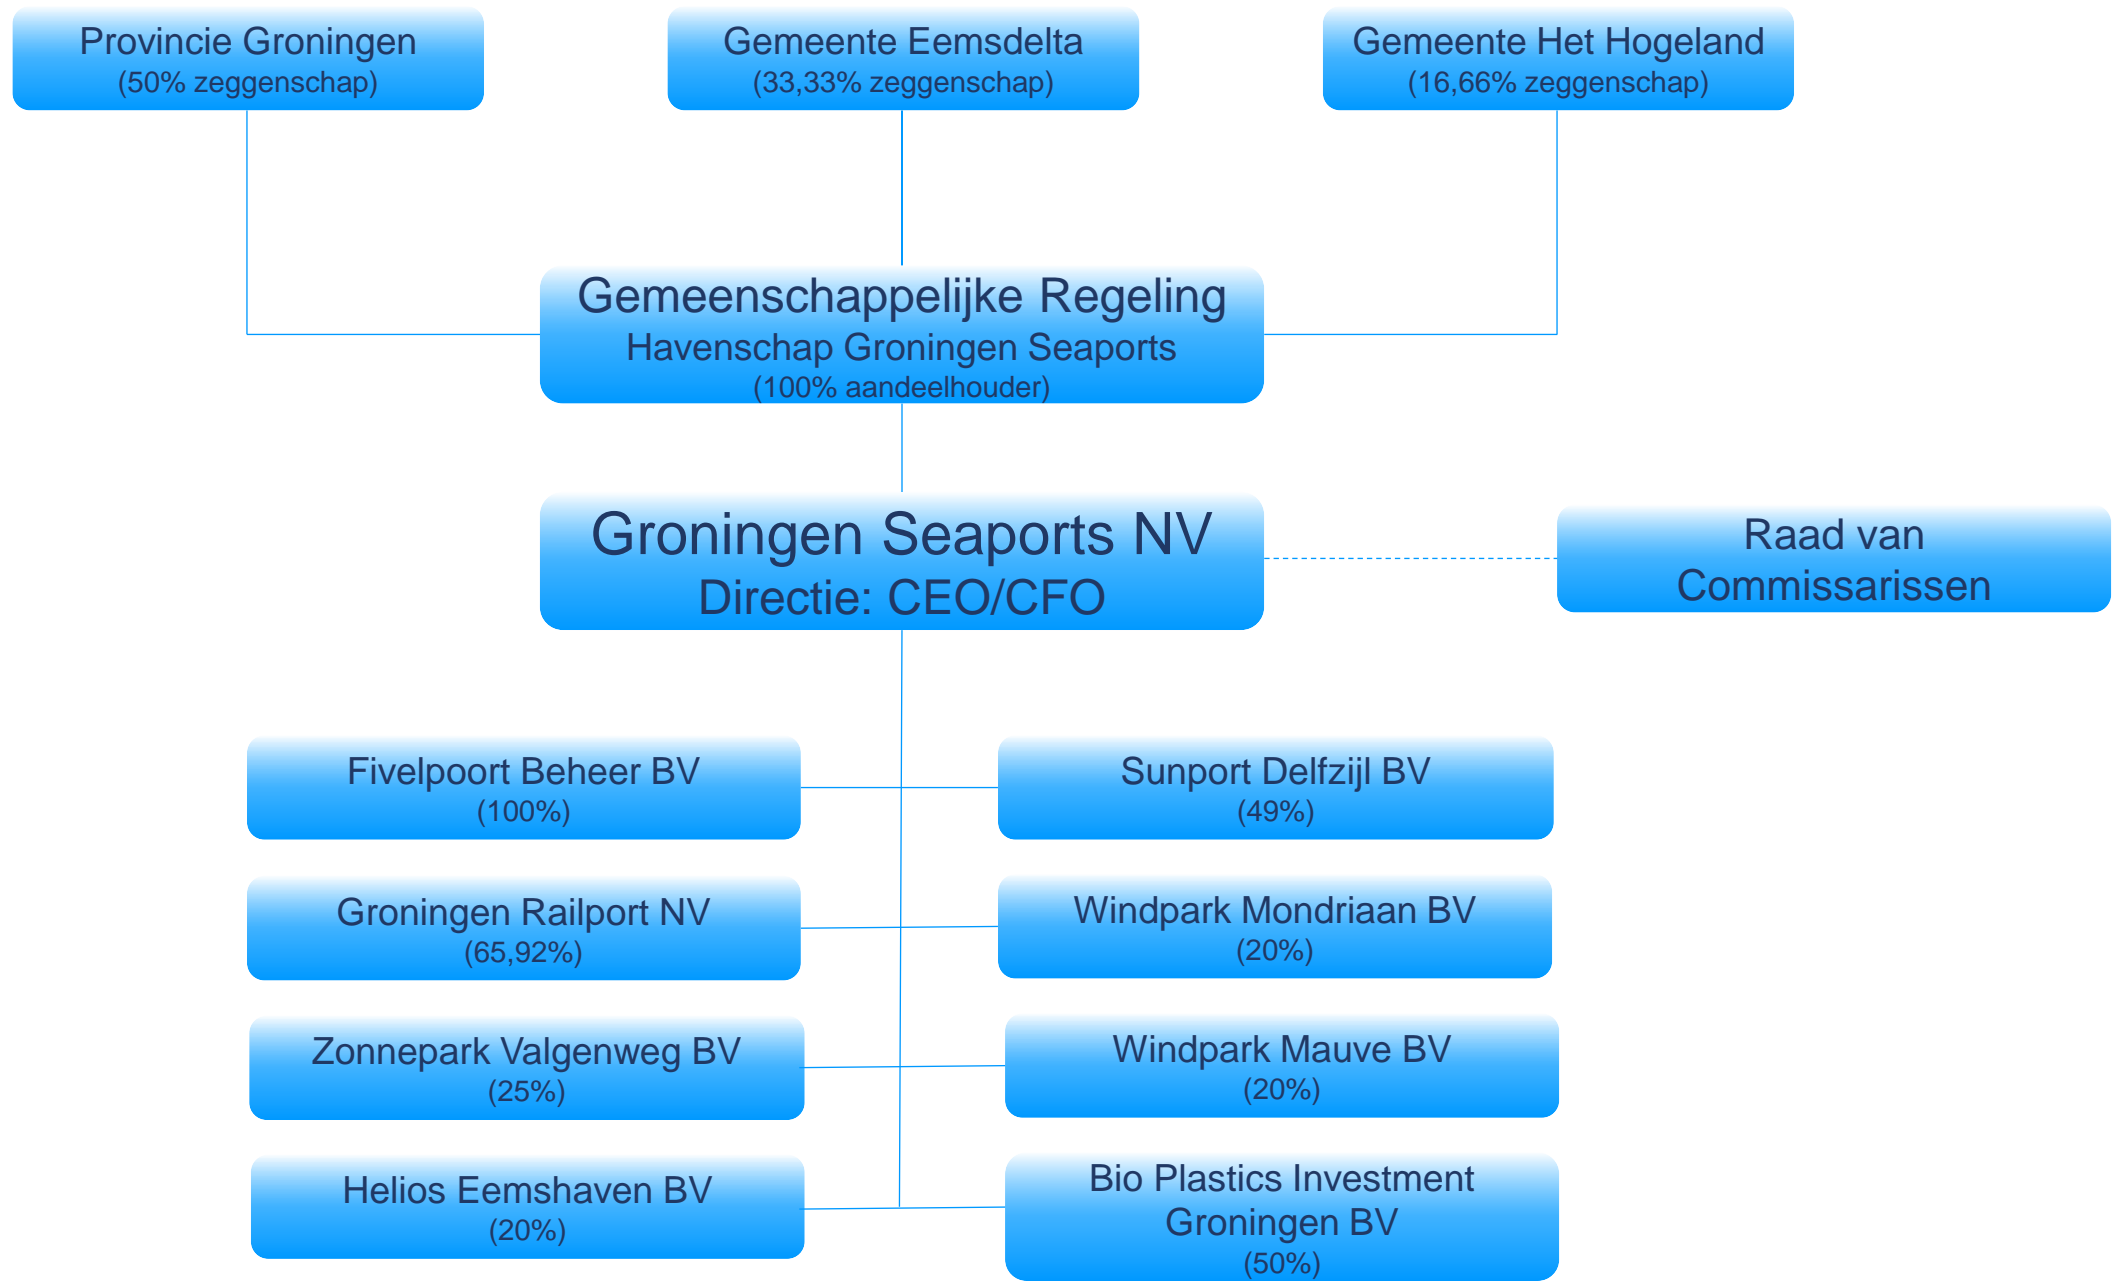 Provincie Groningen
(50% zeggenschap)
Gemeente Eemsdelta
(33,33% zeggenschap)
Gemeente Het Hogeland
(16,66% zeggenschap)
Gemeenschappelijke Regeling
Havenschap Groningen Seaports
(100% aandeelhouder)
Groningen Seaports NV
Directie: CEO/CFO
Raad van
Commissarissen
Fivelpoort Beheer BV
(100%)
Sunport Delfzijl BV
(49%)
Groningen Railport NV
(65,92%)
Windpark Mondriaan BV
(20%)
Zonnepark Valgenweg BV
(25%)
Windpark Mauve BV
(20%)
Helios Eemshaven BV
(20%)
Bio Plastics Investment
Groningen BV
(50%)